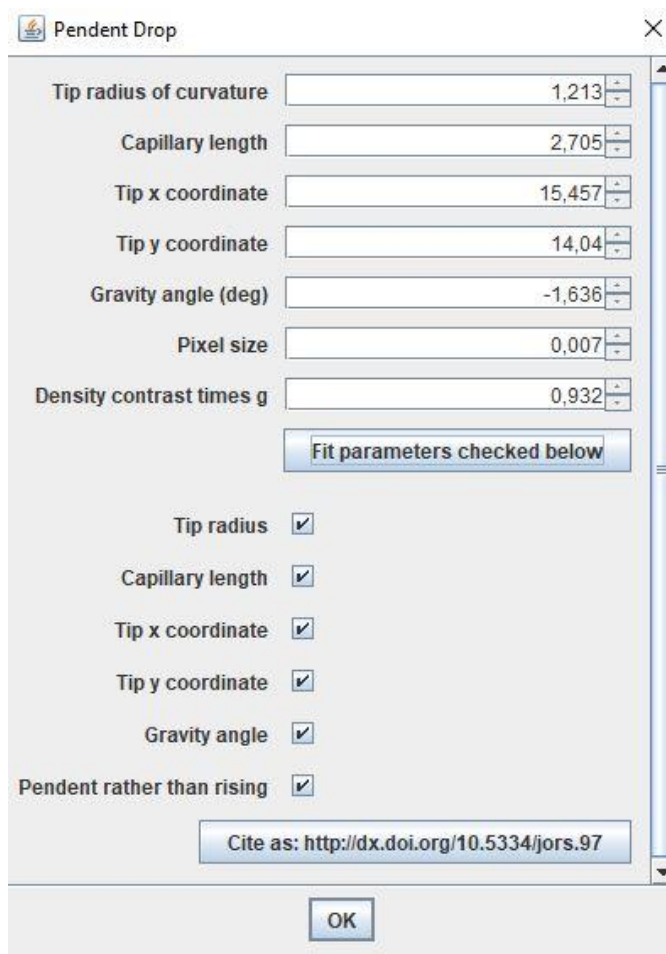 Pendent Drop
Tip radius of curvature 1,213
Capillary length 2,705
Tip x coordinate 15,457
Tip y coordinate 14,04
Gravity angle (deg) -1,636
Pixel size 0,007
Density contrast times g 0,932
Fit parameters checked below
Tip radius
Capillary length
Tip x coordinate
Tip y coordinate
Gravity angle
Pendent rather than rising
Cite as: http://dx.doi.org/10.5334/jors.97
OK